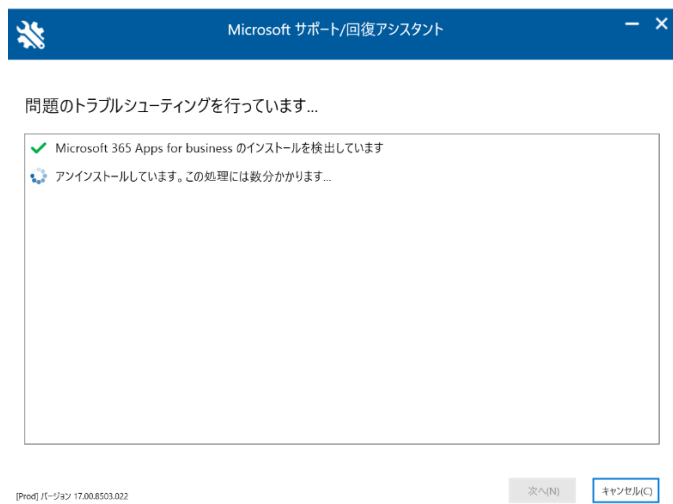 Microsoft サポート/回復アシスタント
問題のトラブルシューティングを行っています...
Microsoft 365 Apps for business のインストールを検出しています
アンインストールしています。この処理には数分かかります...
[Prod] バージョン 17.00.8503.022
次へ(N)
キャンセル(C)